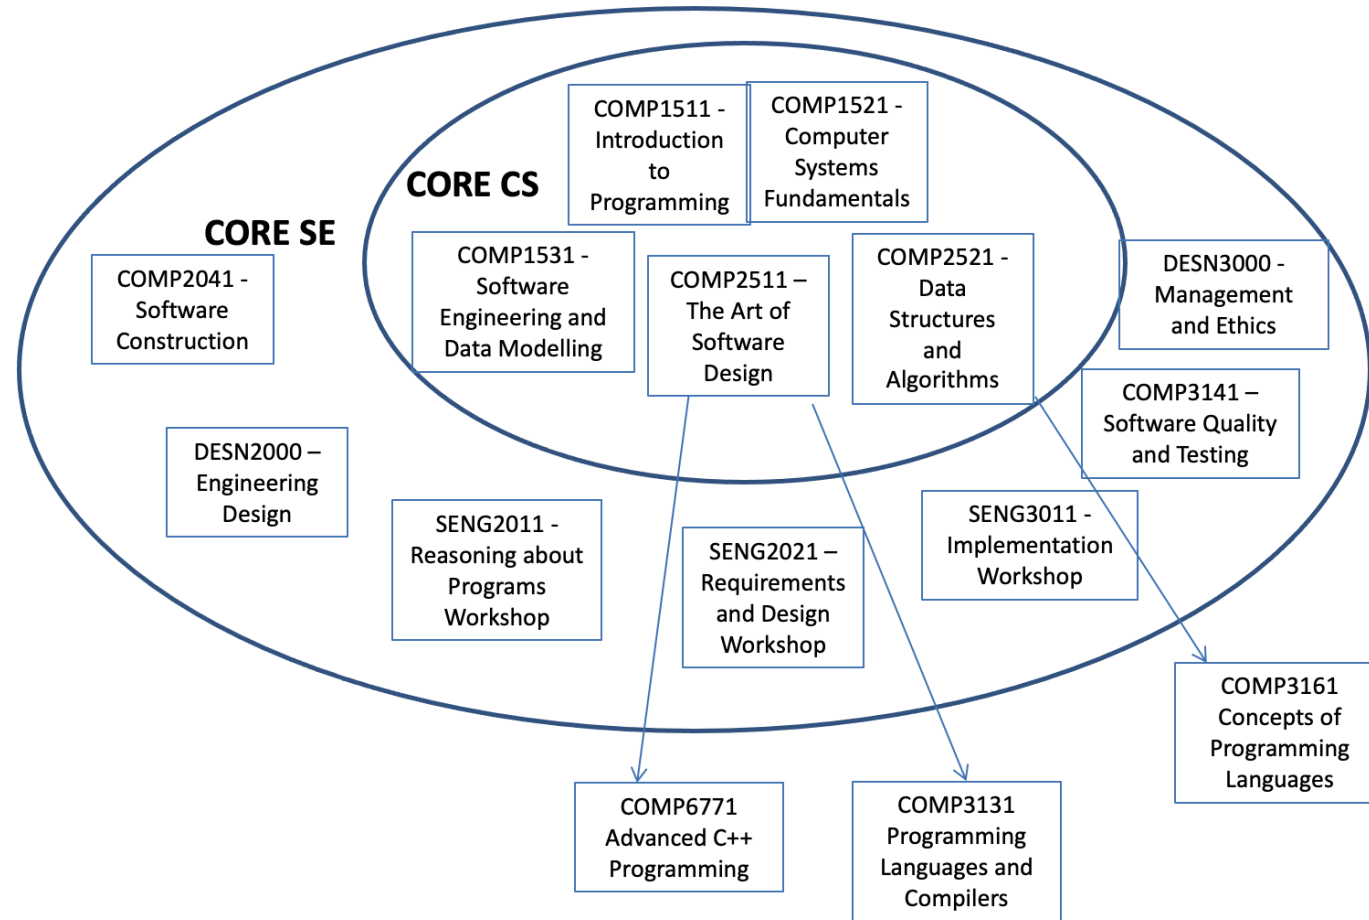 COMP1511 -
Introduction
to
Programming
COMP1521 -
Computer
Systems
Fundamentals
CORE CS
CORE SE
COMP1531 -
Software
Engineering and
Data Modelling
COMP2511 –
The Art of
Software
Design
COMP2521 -
Data
Structures
and
Algorithms
DESN3000 -
Management
and Ethics
COMP2041 -
Software
Construction
COMP3141 –
Software Quality
and Testing
DESN2000 –
Engineering
Design
SENG2011 -
Reasoning about
Programs
Workshop
SENG2021 –
Requirements
and Design
Workshop
SENG3011 -
Implementation
Workshop
COMP3161
Concepts of
Programming
Languages
COMP6771
Advanced C++
Programming
COMP3131
Programming
Languages and
Compilers